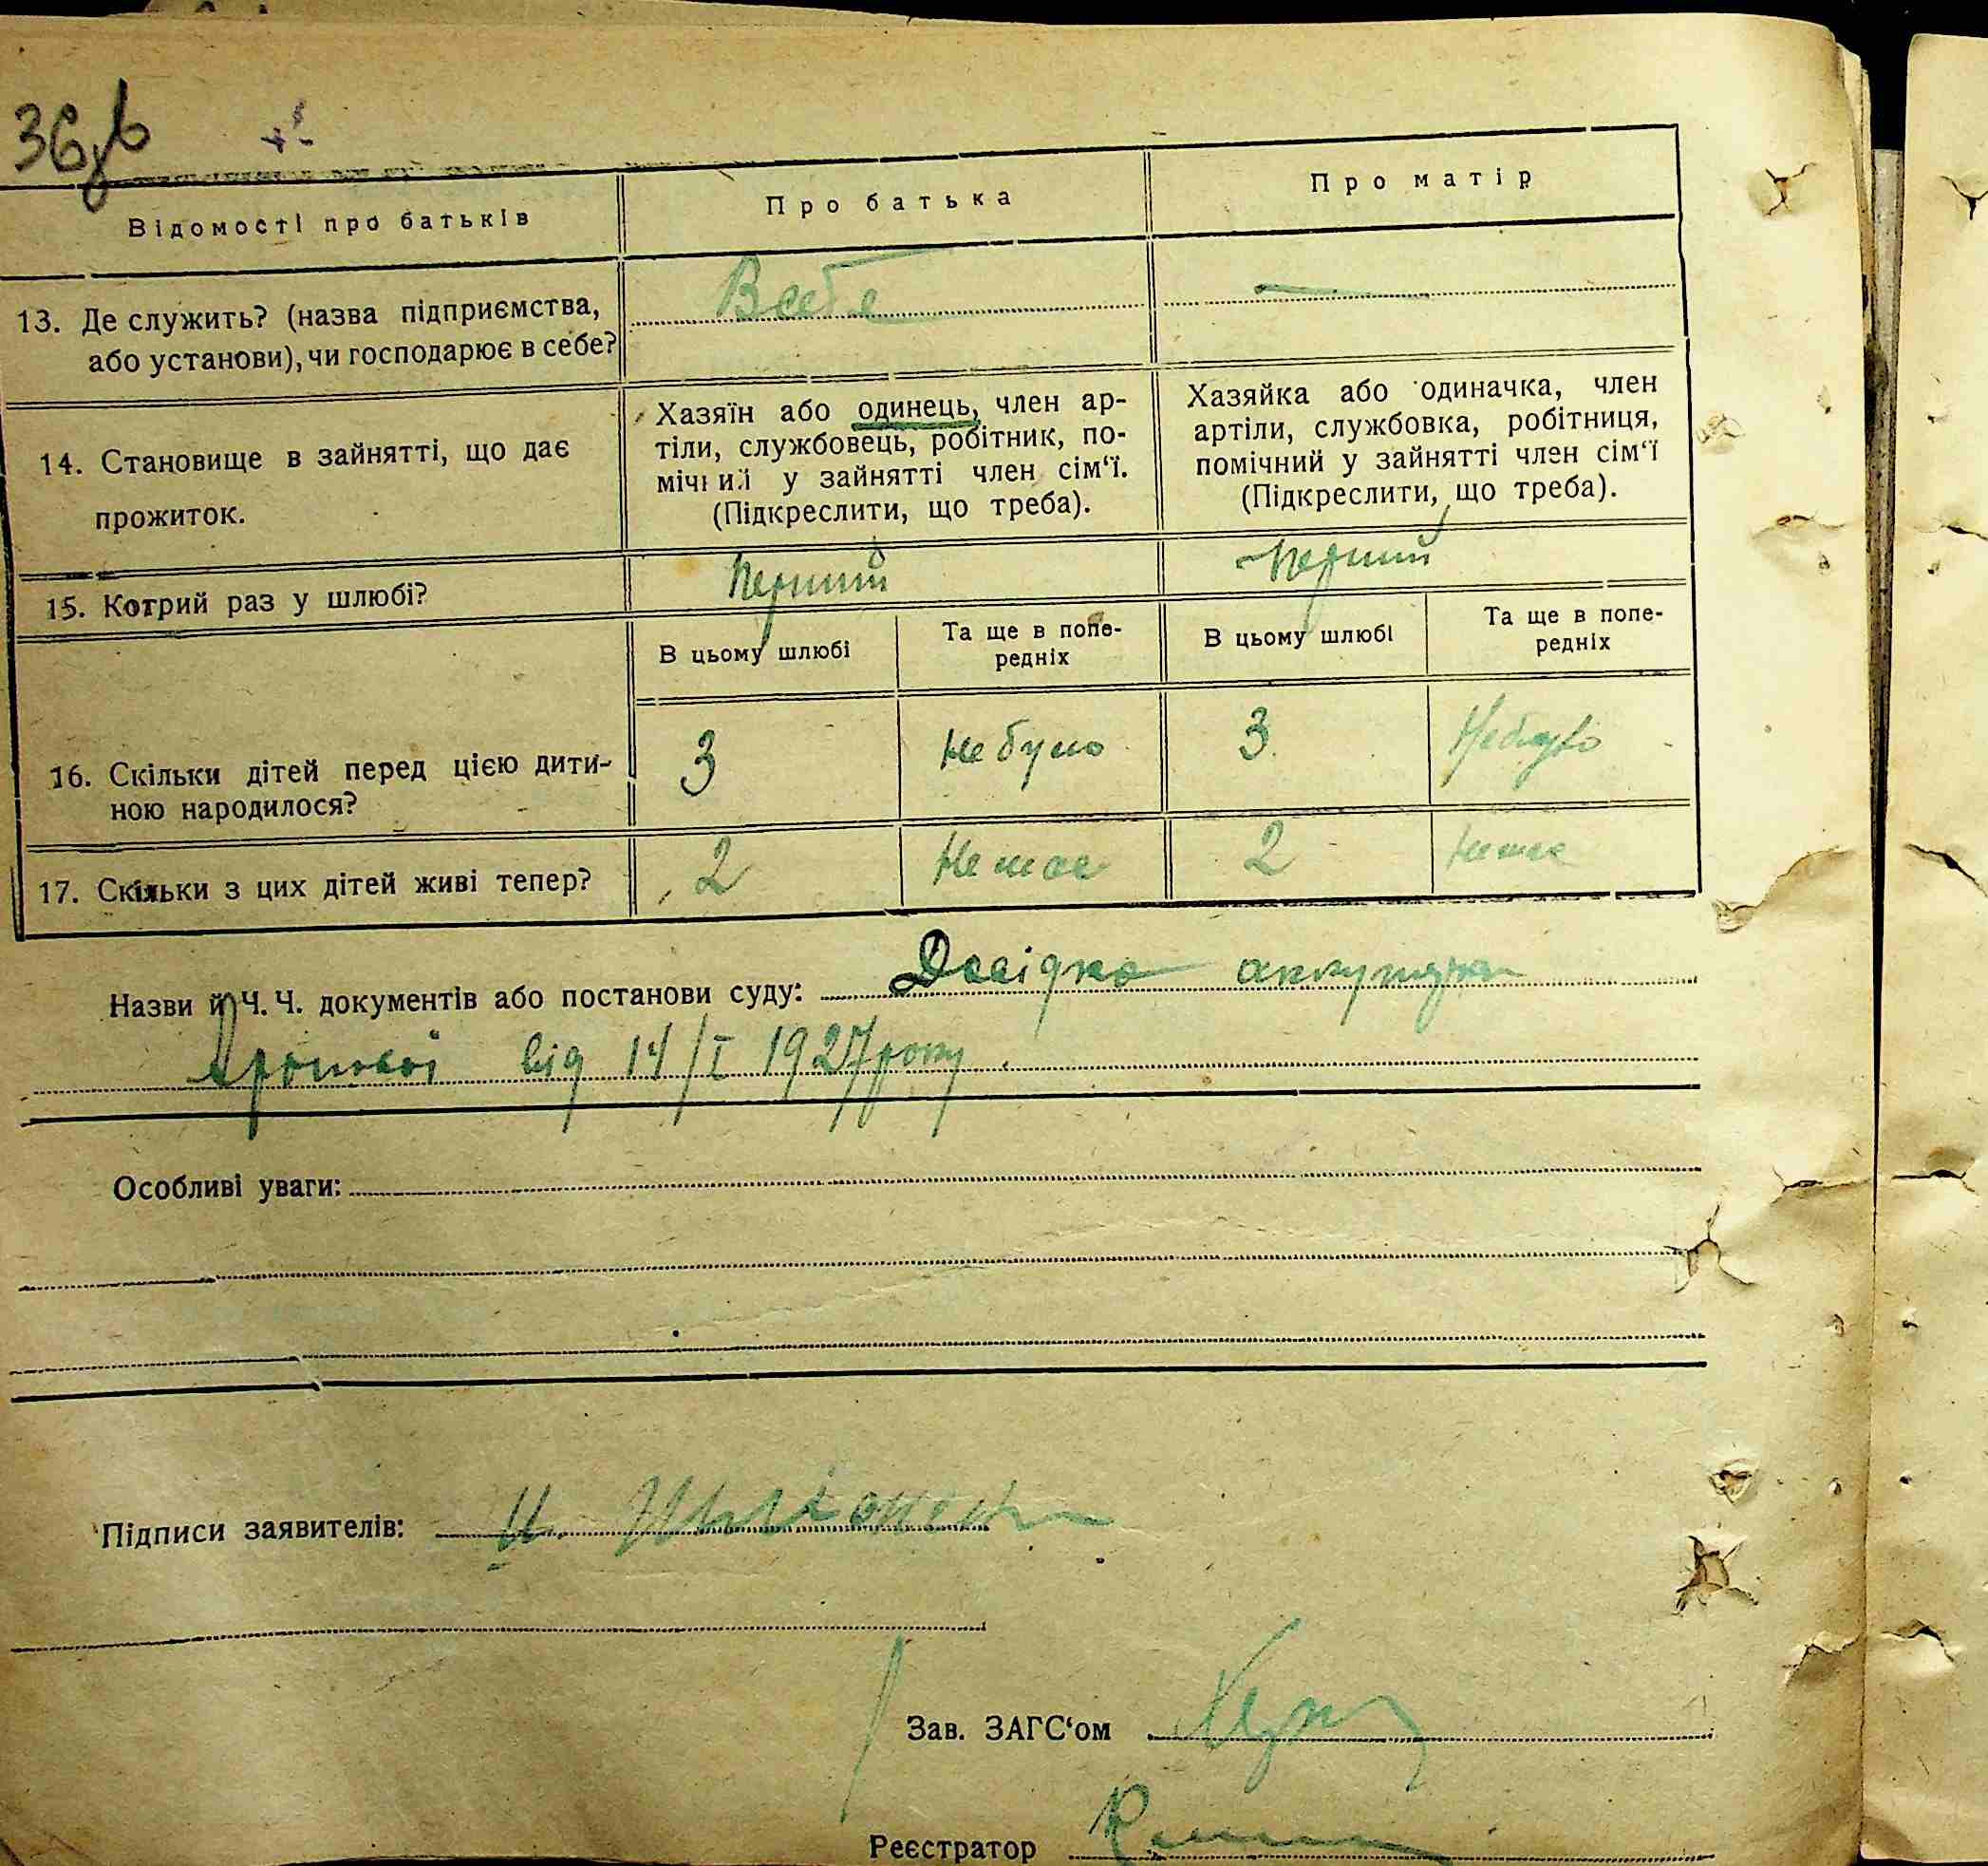 36
Відомості про батьків
Про батька
Про матір
13. Де служить? (назва підприємства,
або установи), чи господарює в себе?
В себе
—
14. Становище в зайнятті, що дає
прожиток.
Хазяїн або одинець, член ар-
тіли, службовець, робітник, по-
мічний у зайнятті член сім‘ї.
(Підкреслити, що треба).
Хазяйка або одиначка, член
артіли, службовка, робітниця,
помічний у зайнятті член сім‘ї
(Підкреслити, що треба).
15. Котрий раз у шлюбі?
Перший
Перший
В цьому шлюбі
Та ще в попе-
редніх
В цьому шлюбі
Та ще в попе-
редніх
16. Скільки дітей перед цією дити-
ною народилося?
3
Не було
3
Не було
17. Скільки з цих дітей живі тепер?
2
Немає
2
Немає
Назви й Ч. Ч. документів або постанови суду: Довідка
від 14/I 1927 року.
Особливі уваги:
Підписи заявителів:
Зав. ЗАГС‘ом
Реєстратор